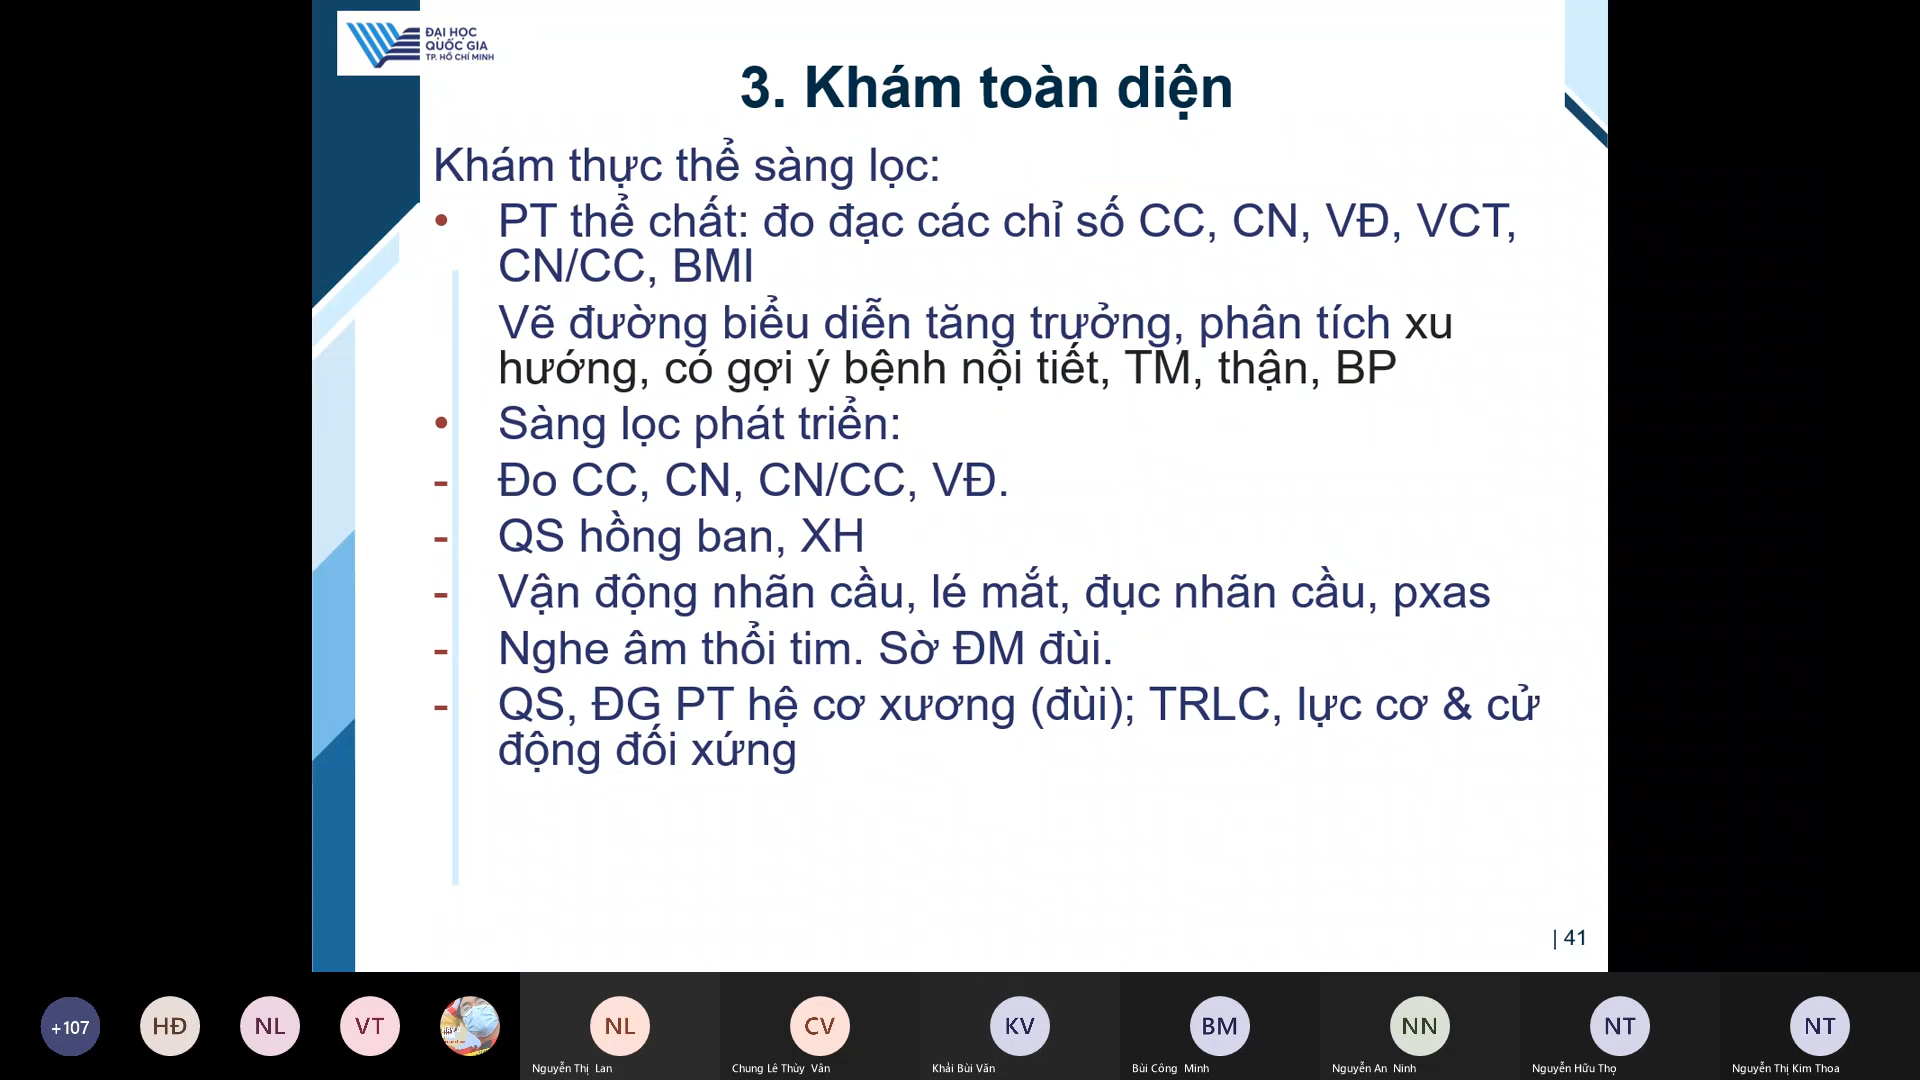 ĐẠI HỌC
QUỐC GIA
TP. HỒ CHÍ MINH
3. Khám toàn diện
Khám thực thể sàng lọc:
• PT thể chất: đo đạc các chỉ số CC, CN, VĐ, VCT,
CN/CC, BMI
Vẽ đường biểu diễn tăng trưởng, phân tích xu
hướng, có gợi ý bệnh nội tiết, TM, thận, BP
• Sàng lọc phát triển:
- Đo CC, CN, CN/CC, VĐ.
- QS hồng ban, XH
- Vận động nhãn cầu, lé mắt, đục nhãn cầu, pxas
- Nghe âm thổi tim. Sờ ĐM đùi.
- QS, ĐG PT hệ cơ xương (đùi); TRLC, lực cơ & cử
động đối xứng
| 41
+107
HĐ
NL
VT
NL
CV
KV
BM
NN
NT
NT
Nguyễn Thị Lan
Chung Lê Thùy Vân
Khải Bùi Văn
Bùi Công Minh
Nguyễn An Ninh
Nguyễn Hữu Thọ
Nguyễn Thị Kim Thoa